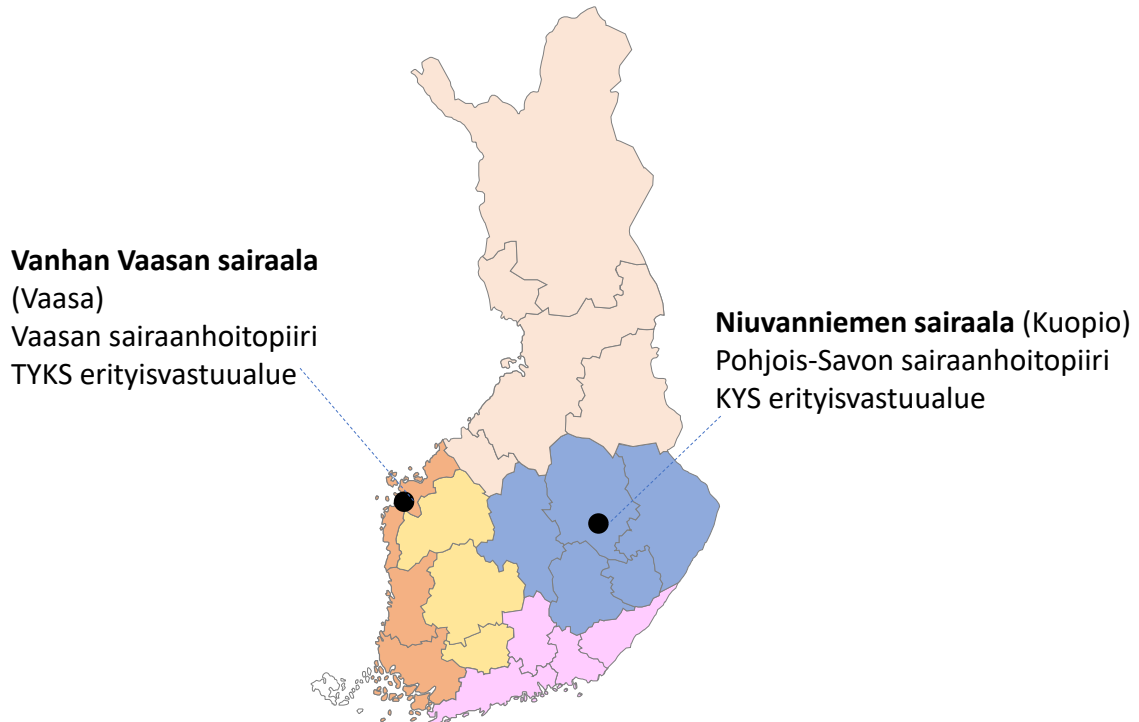 Vanhan Vaasan sairaala
(Vaasa)
Vaasan sairaanhoitopiiri
TYKS erityisvastuualue
Niuvanniemen sairaala (Kuopio)
Pohjois-Savon sairaanhoitopiiri
KYS erityisvastuualue